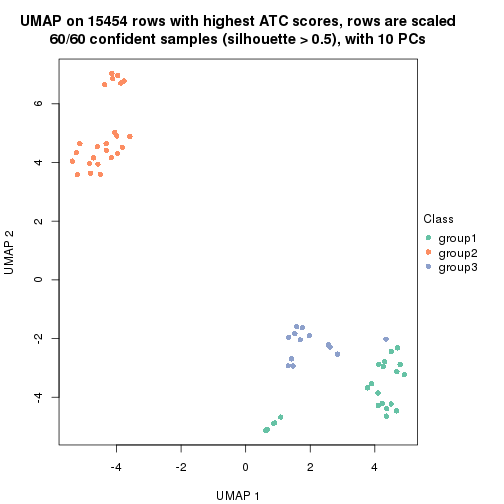 UMAP on 15454 rows with highest ATC scores, rows are scaled
60/60 confident samples (silhouette > 0.5), with 10 PCs
6
4
2
0
-2
-4
UMAP 2
-4
-2
0
2
4
UMAP 1
Class
group1
group2
group3